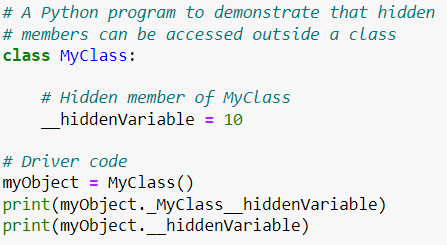 # A Python program to demonstrate that hidden
# members can be accessed outside a class
class MyClass:
# Hidden member of MyClass
__hiddenVariable = 10
# Driver code
myObject = MyClass()
print(myObject._MyClass__hiddenVariable)
print(myObject.__hiddenVariable)